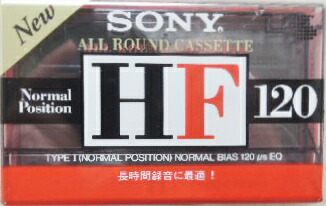 New
SONY
ALL ROUND CASSETTE
Normal
Position
HF
120
TYPE I (NORMAL POSITION) NORMAL BIAS 120 μs EQ
長時間録音に最適！